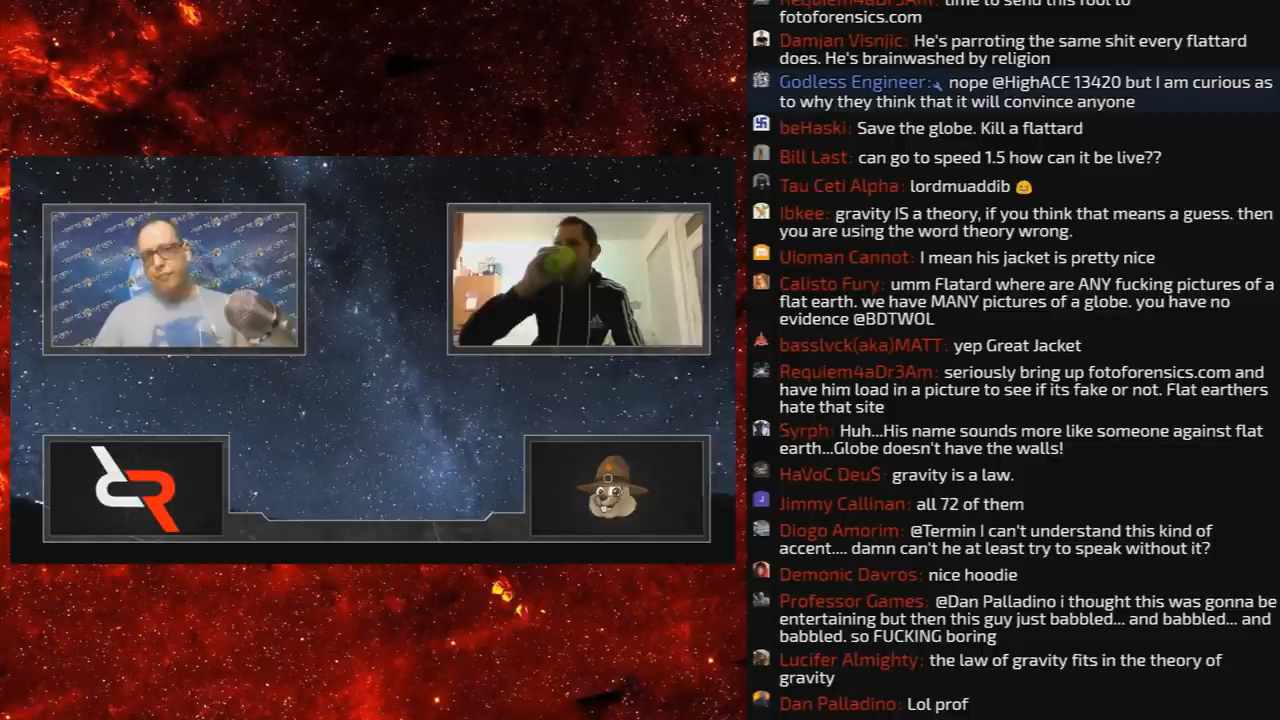 fotoforensics.com
Damjan Visnjic: He's parroting the same shit every flattard
does. He's brainwashed by religion
Godless Engineer: nope @HighACE 13420 but I am curious as
to why they think that it will convince anyone
beHaski: Save the globe. Kill a flattard
Bill Last: can go to speed 1.5 how can it be live??
Tau Ceti Alpha: lordmuaddib 🤗
Ibkee: gravity IS a theory, if you think that means a guess. then
you are using the word theory wrong.
Uioman Cannot: I mean his jacket is pretty nice
Calisto Fury: umm Flatard where are ANY fucking pictures of a
flat earth. we have MANY pictures of a globe. you have no
evidence @BDTWOL
basslvck(aka)MATT: yep Great Jacket
Requiem4aDr3Am: seriously bring up fotoforensics.com and
have him load in a picture to see if its fake or not. Flat earthers
hate that site
Syrph: Huh...His name sounds more like someone against flat
earth...Globe doesn't have the walls!
HaVoC DeuS: gravity is a law.
Jimmy Callinan: all 72 of them
Diogo Amorim: @Termin I can't understand this kind of
accent.... damn can't he at least try to speak without it?
Demonic Davros: nice hoodie
Professor Games: @Dan Palladino i thought this was gonna be
entertaining but then this guy just babbled... and babbled... and
babbled. so FUCKING boring
Lucifer Almighty: the law of gravity fits in the theory of
gravity
Dan Palladino: Lol prof